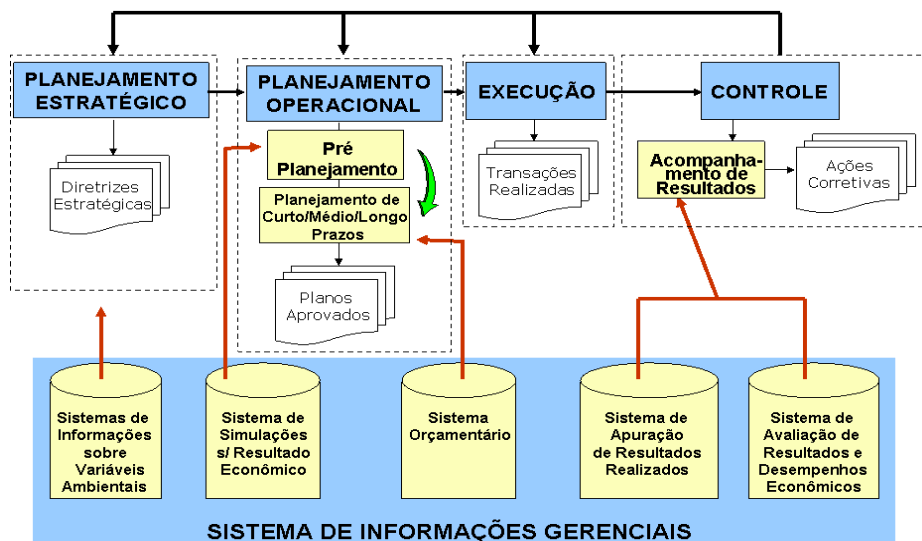 PLANEJAMENTO
ESTRATÉGICO
Diretrizes
Estratégicas
PLANEJAMENTO
OPERACIONAL
Pré
Planejamento
Planejamento de
Curto/Médio/Longo
Prazos
Planos
Aprovados
EXECUÇÃO
Transações
Realizadas
CONTROLE
Acompanha-
mento de
Resultados
Ações
Corretivas
Sistemas de
Informações
sobre
Variáveis
Ambientais
Sistema de
Simulações
s/ Resultado
Econômico
Sistema
Orçamentário
Sistema de
Apuração
de Resultados
Realizados
Sistema de
Avaliação de
Resultados e
Desempenhos
Econômicos
SISTEMA DE INFORMAÇÕES GERENCIAIS